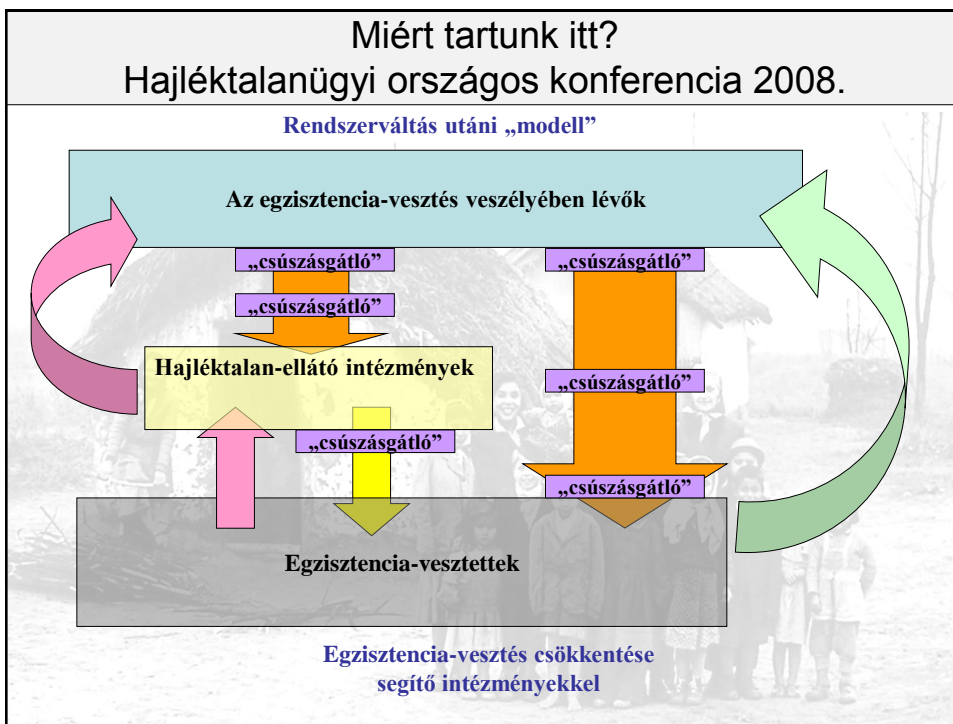 Miért tartunk itt?
Hajléktalanügyi országos konferencia 2008.
Rendszerváltás utáni „modell”
Az egzisztencia-vesztés veszélyében lévők
„csúszásgátló”
„csúszásgátló”
„csúszásgátló”
Hajléktalan-ellátó intézmények
„csúszásgátló”
„csúszásgátló”
„csúszásgátló”
Egzisztencia-vesztettek
Egzisztencia-vesztés csökkentése
segítő intézményekkel